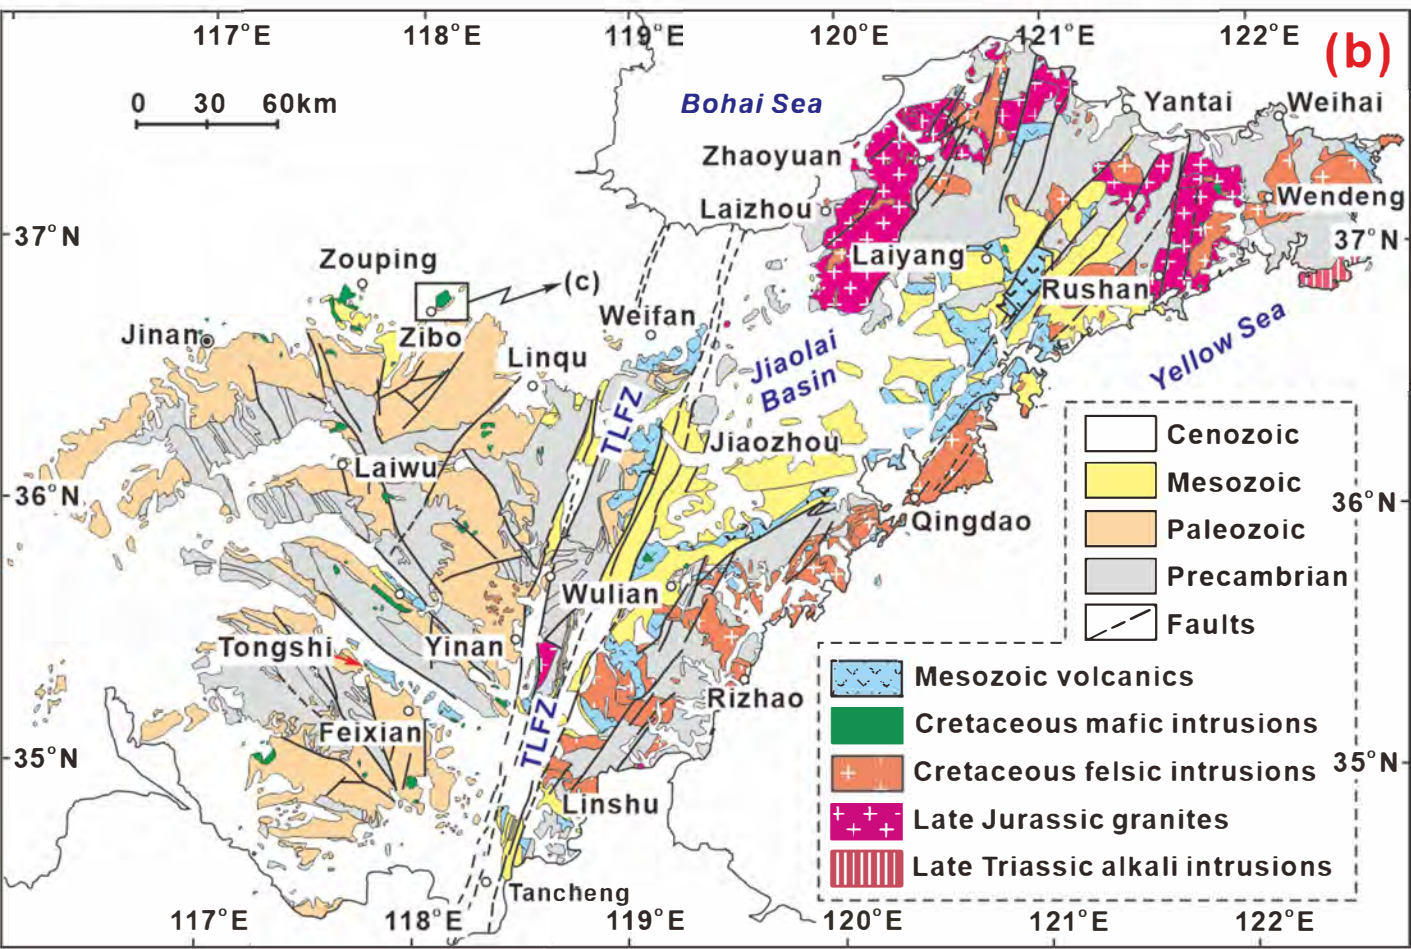 117°E 118°E 119°E 120°E 121°E 122°E
(b)
0 30 60km
Bohai Sea
Yantai
Weihai
Zhaoyuan
Laizhou
Wendeng
37°N
37°N
Zouping
(c)
Laiyang
Rushan
Weifan
Jinan
Zibo
Linqu
Jiaolai
Basin
Yellow Sea
TLFZ
Jiaozhou
Laiwu
36°N
36°N
Qingdao
Wulian
Tongshi
Yinan
Rizhao
TLFZ
Feixian
35°N
35°N
Linshu
Tancheng
Cenozoic
Mesozoic
Paleozoic
Precambrian
Faults
Mesozoic volcanics
Cretaceous mafic intrusions
Cretaceous felsic intrusions
Late Jurassic granites
Late Triassic alkali intrusions
117°E 118°E 119°E 120°E 121°E 122°E